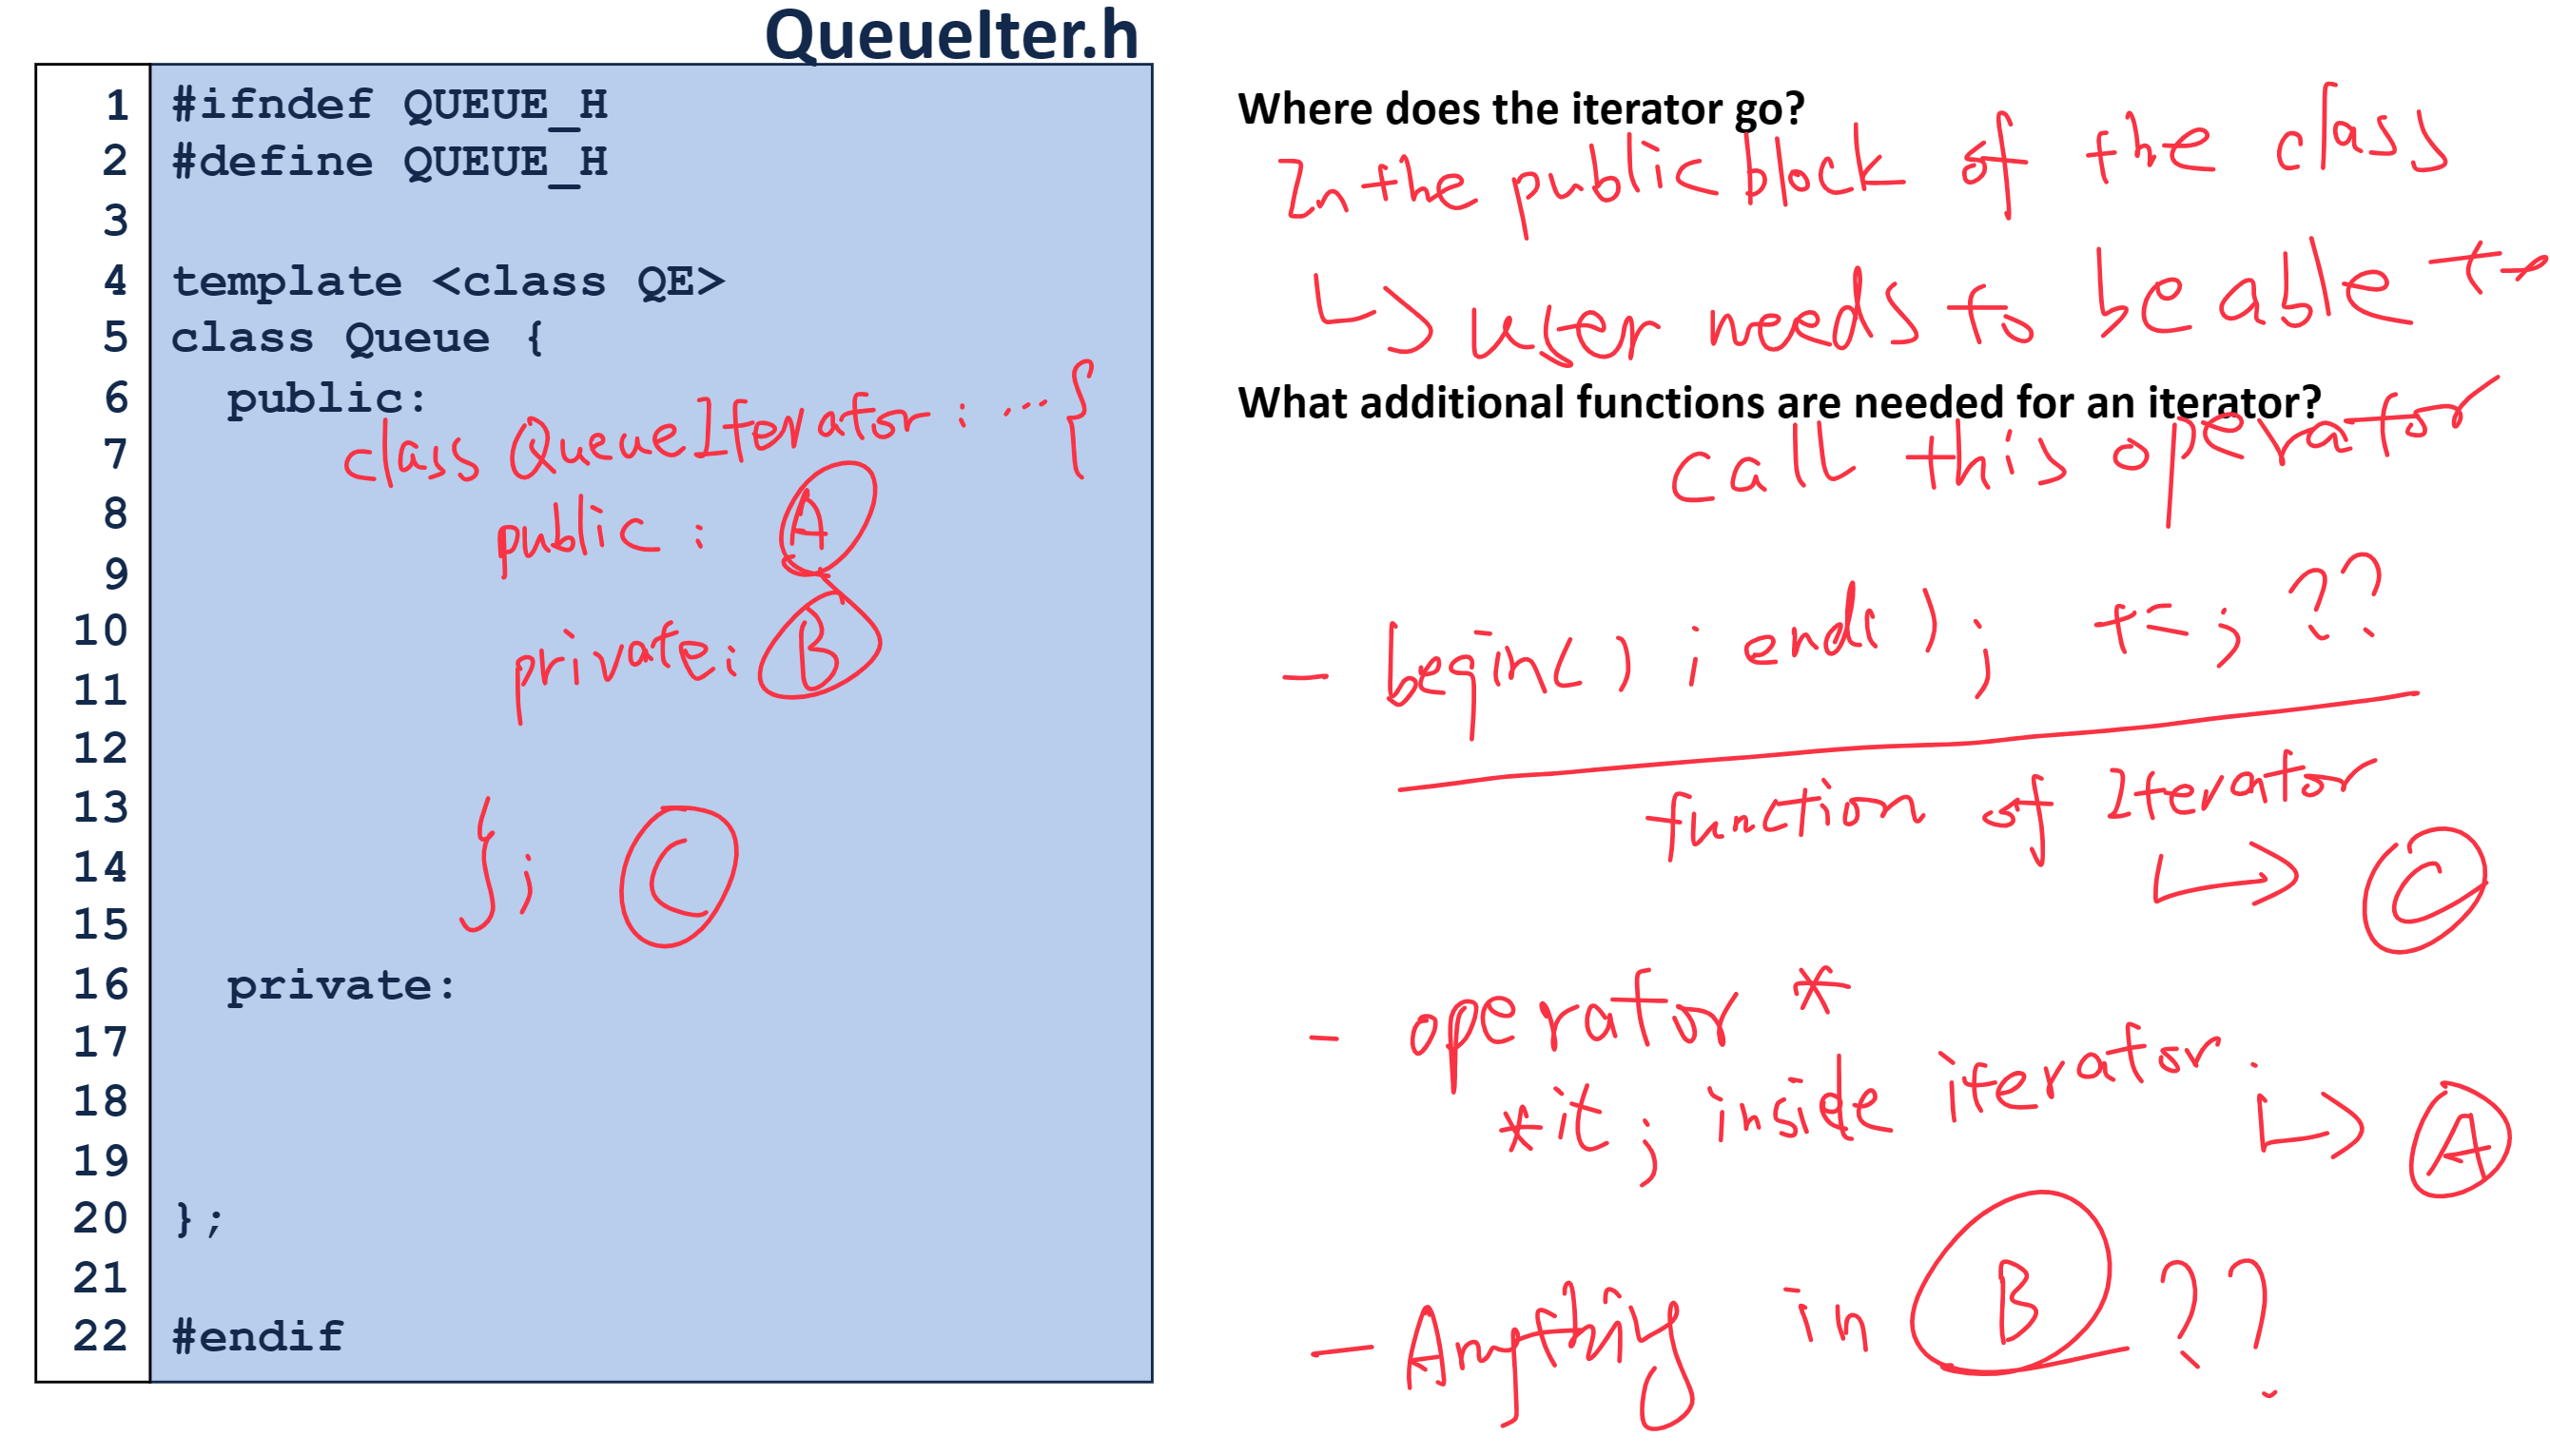 QueueIter.h
1 #ifndef QUEUE_H
2 #define QUEUE_H
3
4 template <class QE>
5 class Queue {
6 public:
7 class QueueIterator : ... {
8 public : A
9
10 private: B
11
12
13
14 }; C
15
16 private:
17
18
19
20 };
21
22 #endif
Where does the iterator go?
In the public block of the class
↳ user needs to be able to
What additional functions are needed for an iterator?
call this operator
- begin() ; end() ; += ; ??
function of Iterator
↳ C
- operator *
*it ; inside iterator.
↳ A
- Anything in B ??